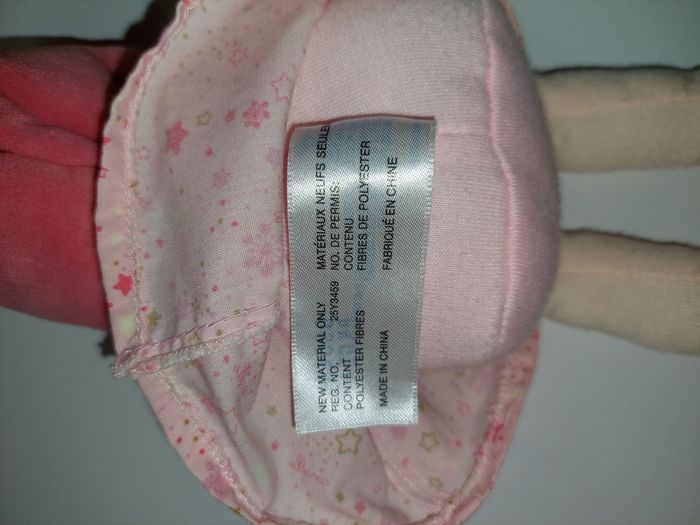 NEW MATERIAL ONLY MATÉRIAUX NEUFS SEULE
REG. NO. 25Y3459 NO. DE PERMIS:
CONTENT CONTENU
POLYESTER FIBRES FIBRES DE POLYESTER
MADE IN CHINA FABRIQUÉ EN CHINE